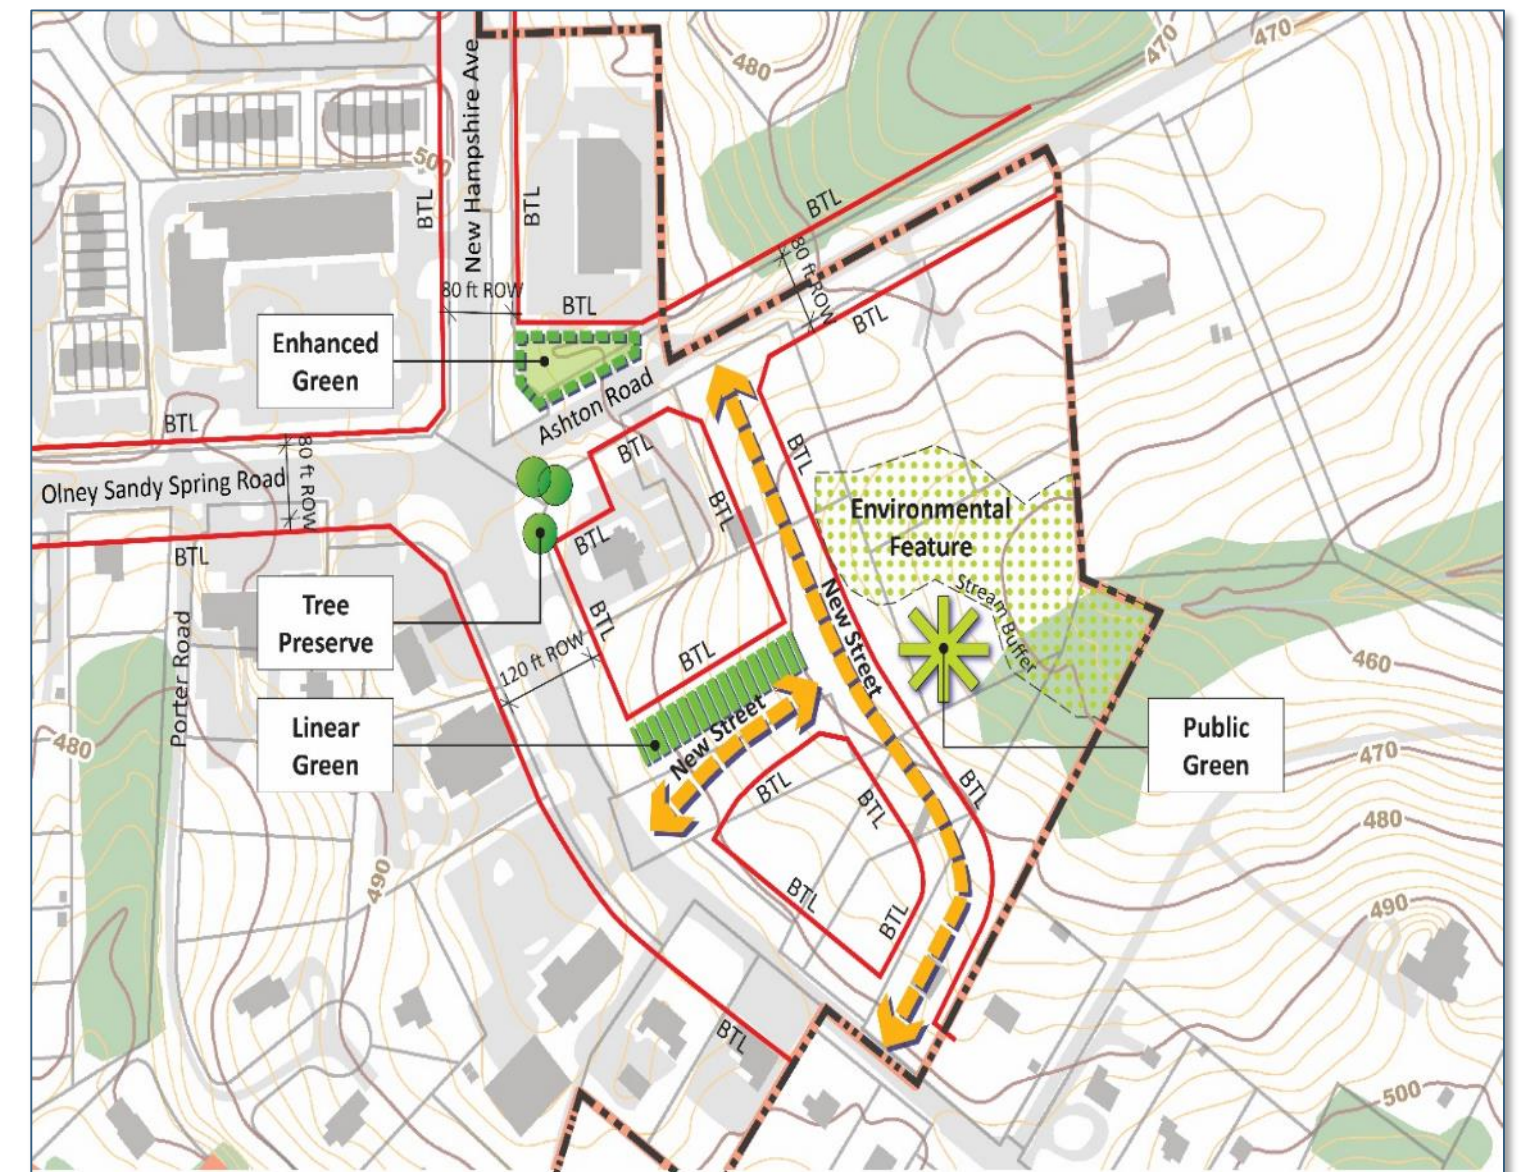 470
470
480
New Hampshire Ave
500
BTL
BTL
BTL
80 ft ROW
80 ft ROW
BTL
BTL
BTL
Enhanced
Green
Ashton Road
BTL
80 ft ROW
Olney Sandy Spring Road
BTL
BTL
BTL
BTL
BTL
Environmental
Feature
Stream Buffer
Tree
Preserve
New Street
BTL
Porter Road
120 ft ROW
BTL
460
Linear
Green
New Street
Public
Green
480
470
BTL
BTL
BTL
480
490
BTL
BTL
490
BTL
500